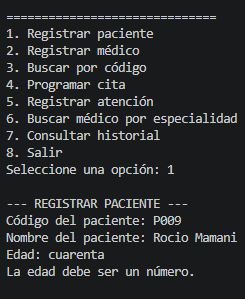 ==============================
1. Registrar paciente
2. Registrar médico
3. Buscar por código
4. Programar cita
5. Registrar atención
6. Buscar médico por especialidad
7. Consultar historial
8. Salir
Seleccione una opción: 1
--- REGISTRAR PACIENTE ---
Código del paciente: P009
Nombre del paciente: Rocio Mamani
Edad: cuarenta
La edad debe ser un número.